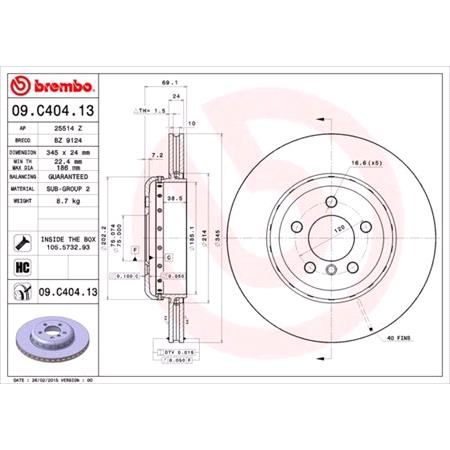 brembo
09.C404.13
AP 25514 Z
BRECO BZ 9124
DIMENSION 345 x 24 mm
MIN TH 22.4 mm
MAX DIA 186 mm
BALANCING GUARANTEED
MATERIAL SUB-GROUP 2
WEIGHT 8.7 kg
INSIDE THE BOX
105.5732.93
HC
09.C404.13
DATE : 26/02/2015 VERSION : 00
69.1
24
△TH= 1.5
10
7.2
38.5
ø 202.2
ø 75.074
ø 75.000
F
C
ø 185.1
ø 214
ø 345
0.100 C
0.050
DTV 0.015
0.050 F
16.6 (x5)
120
40 FINS